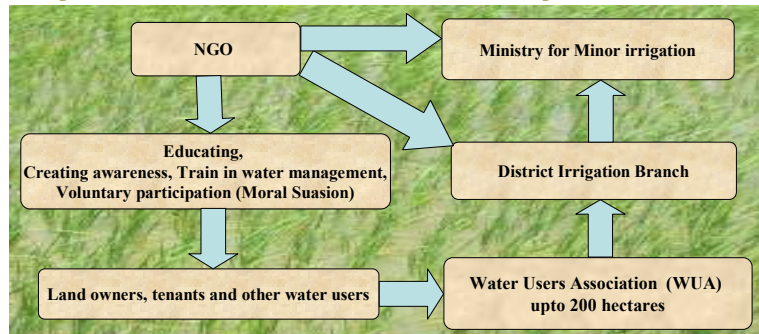 NGO
Ministry for Minor irrigation
Educating,
Creating awareness, Train in water management,
Voluntary participation (Moral Suasion)
District Irrigation Branch
Land owners, tenants and other water users
Water Users Association (WUA)
upto 200 hectares